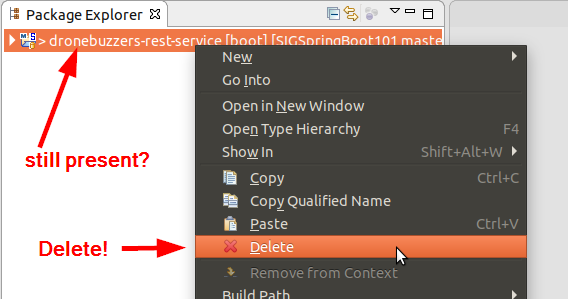 Package Explorer
> dronebuzzers-rest-service [boot] [SIGSpringBoot101 maste
New
Go Into
Open in New Window
Open Type Hierarchy F4
Show In Shift+Alt+W
still present?
Copy Ctrl+C
Copy Qualified Name
Paste Ctrl+V
Delete!
Delete
Remove from Context
Build Path